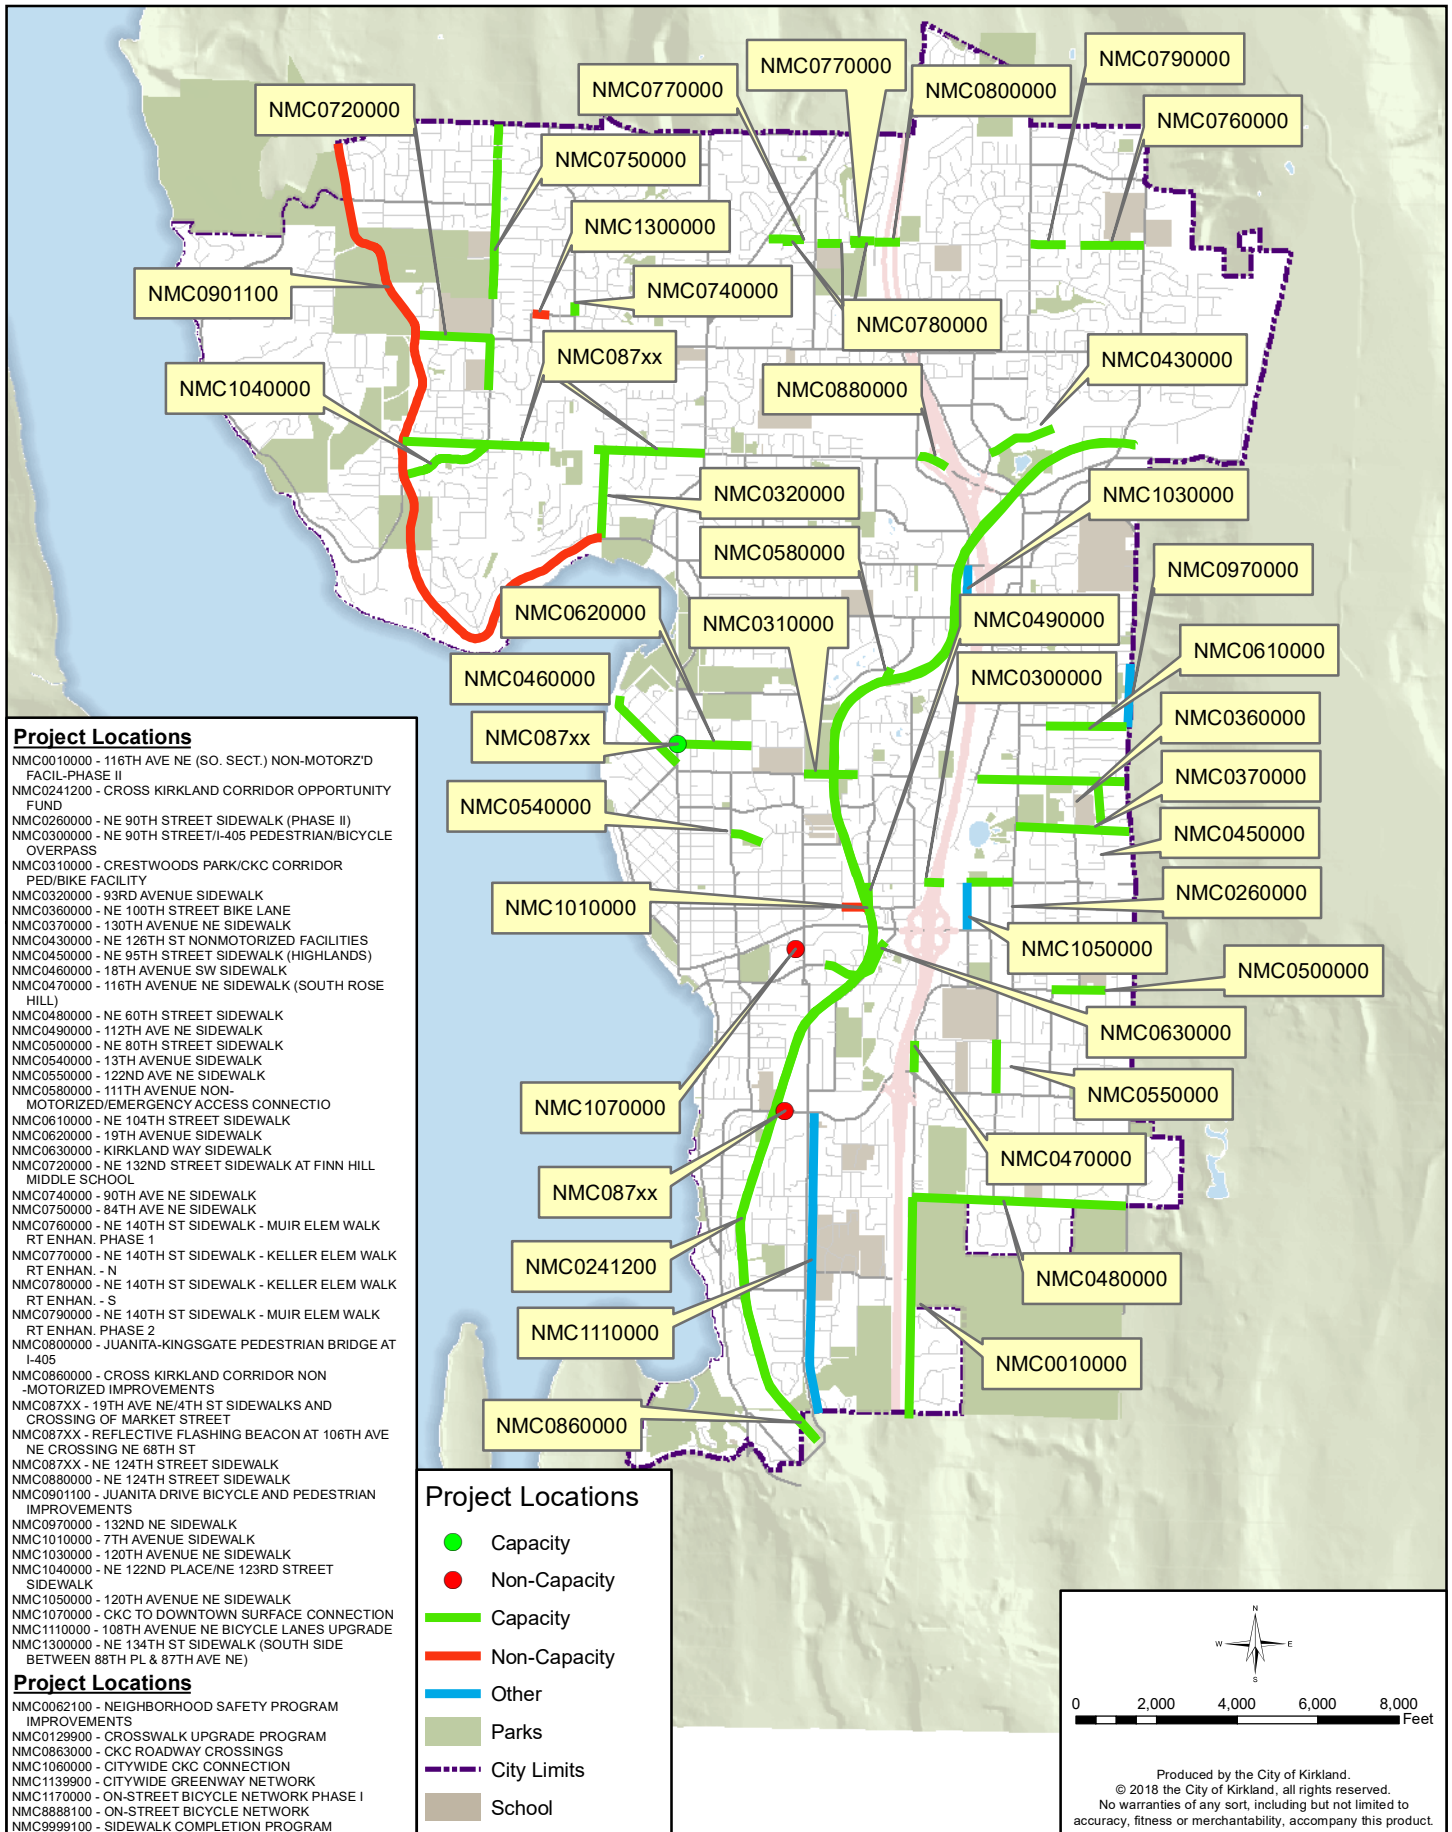 NMC0770000
NMC0790000
NMC0770000
NMC0800000
NMC0720000
NMC0760000
NMC0750000
NMC1300000
NMC0901100
NMC0740000
NMC0780000
NMC087xx
NMC0430000
NMC1040000
NMC0880000
NMC0320000
NMC1030000
NMC0580000
NMC0970000
NMC0620000
NMC0310000
NMC0490000
NMC0610000
NMC0460000
NMC0300000
NMC0360000
NMC087xx
NMC0370000
NMC0540000
NMC0450000
NMC0260000
NMC1010000
NMC1050000
NMC0500000
NMC0630000
NMC1070000
NMC0550000
NMC0470000
NMC087xx
NMC0241200
NMC0480000
NMC1110000
NMC0010000
NMC0860000
Project Locations
NMC0010000 - 116TH AVE NE (SO. SECT.) NON-MOTORZ'D
FACIL-PHASE II
NMC0241200 - CROSS KIRKLAND CORRIDOR OPPORTUNITY
FUND
NMC0260000 - NE 90TH STREET SIDEWALK (PHASE II)
NMC0300000 - NE 90TH STREET/I-405 PEDESTRIAN/BICYCLE
OVERPASS
NMC0310000 - CRESTWOODS PARK/CKC CORRIDOR
PED/BIKE FACILITY
NMC0320000 - 93RD AVENUE SIDEWALK
NMC0360000 - NE 100TH STREET BIKE LANE
NMC0370000 - 130TH AVENUE NE SIDEWALK
NMC0430000 - NE 126TH ST NONMOTORIZED FACILITIES
NMC0450000 - NE 95TH STREET SIDEWALK (HIGHLANDS)
NMC0460000 - 18TH AVENUE SW SIDEWALK
NMC0470000 - 116TH AVENUE NE SIDEWALK (SOUTH ROSE
HILL)
NMC0480000 - NE 60TH STREET SIDEWALK
NMC0490000 - 112TH AVE NE SIDEWALK
NMC0500000 - NE 80TH STREET SIDEWALK
NMC0540000 - 13TH AVENUE SIDEWALK
NMC0550000 - 122ND AVE NE SIDEWALK
NMC0580000 - 111TH AVENUE NON-
MOTORIZED/EMERGENCY ACCESS CONNECTIO
NMC0610000 - NE 104TH STREET SIDEWALK
NMC0620000 - 19TH AVENUE SIDEWALK
NMC0630000 - KIRKLAND WAY SIDEWALK
NMC0720000 - NE 132ND STREET SIDEWALK AT FINN HILL
MIDDLE SCHOOL
NMC0740000 - 90TH AVE NE SIDEWALK
NMC0750000 - 84TH AVE NE SIDEWALK
NMC0760000 - NE 140TH ST SIDEWALK - MUIR ELEM WALK
RT ENHAN. PHASE 1
NMC0770000 - NE 140TH ST SIDEWALK - KELLER ELEM WALK
RT ENHAN. - N
NMC0780000 - NE 140TH ST SIDEWALK - KELLER ELEM WALK
RT ENHAN. - S
NMC0790000 - NE 140TH ST SIDEWALK - MUIR ELEM WALK
RT ENHAN. PHASE 2
NMC0800000 - JUANITA-KINGSGATE PEDESTRIAN BRIDGE AT
I-405
NMC0860000 - CROSS KIRKLAND CORRIDOR NON
-MOTORIZED IMPROVEMENTS
NMC087XX - 19TH AVE NE/4TH ST SIDEWALKS AND
CROSSING OF MARKET STREET
NMC087XX - REFLECTIVE FLASHING BEACON AT 106TH AVE
NE CROSSING NE 68TH ST
NMC087XX - NE 124TH STREET SIDEWALK
NMC0880000 - NE 124TH STREET SIDEWALK
NMC0901100 - JUANITA DRIVE BICYCLE AND PEDESTRIAN
IMPROVEMENTS
NMC0970000 - 132ND NE SIDEWALK
NMC1010000 - 7TH AVENUE SIDEWALK
NMC1030000 - 120TH AVENUE NE SIDEWALK
NMC1040000 - NE 122ND PLACE/NE 123RD STREET
SIDEWALK
NMC1050000 - 120TH AVENUE NE SIDEWALK
NMC1070000 - CKC TO DOWNTOWN SURFACE CONNECTION
NMC1110000 - 108TH AVENUE NE BICYCLE LANES UPGRADE
NMC1300000 - NE 134TH ST SIDEWALK (SOUTH SIDE
BETWEEN 88TH PL & 87TH AVE NE)
Project Locations
NMC0062100 - NEIGHBORHOOD SAFETY PROGRAM
IMPROVEMENTS
NMC0129900 - CROSSWALK UPGRADE PROGRAM
NMC0863000 - CKC ROADWAY CROSSINGS
NMC1060000 - CITYWIDE CKC CONNECTION
NMC1139900 - CITYWIDE GREENWAY NETWORK
NMC1170000 - ON-STREET BICYCLE NETWORK PHASE I
NMC8888100 - ON-STREET BICYCLE NETWORK
NMC9999100 - SIDEWALK COMPLETION PROGRAM
Project Locations
Capacity
Non-Capacity
Capacity
Non-Capacity
Other
Parks
City Limits
School
N
W
E
S
0 2,000 4,000 6,000 8,000
Feet
Produced by the City of Kirkland.
© 2018 the City of Kirkland, all rights reserved.
No warranties of any sort, including but not limited to
accuracy, fitness or merchantability, accompany this product.